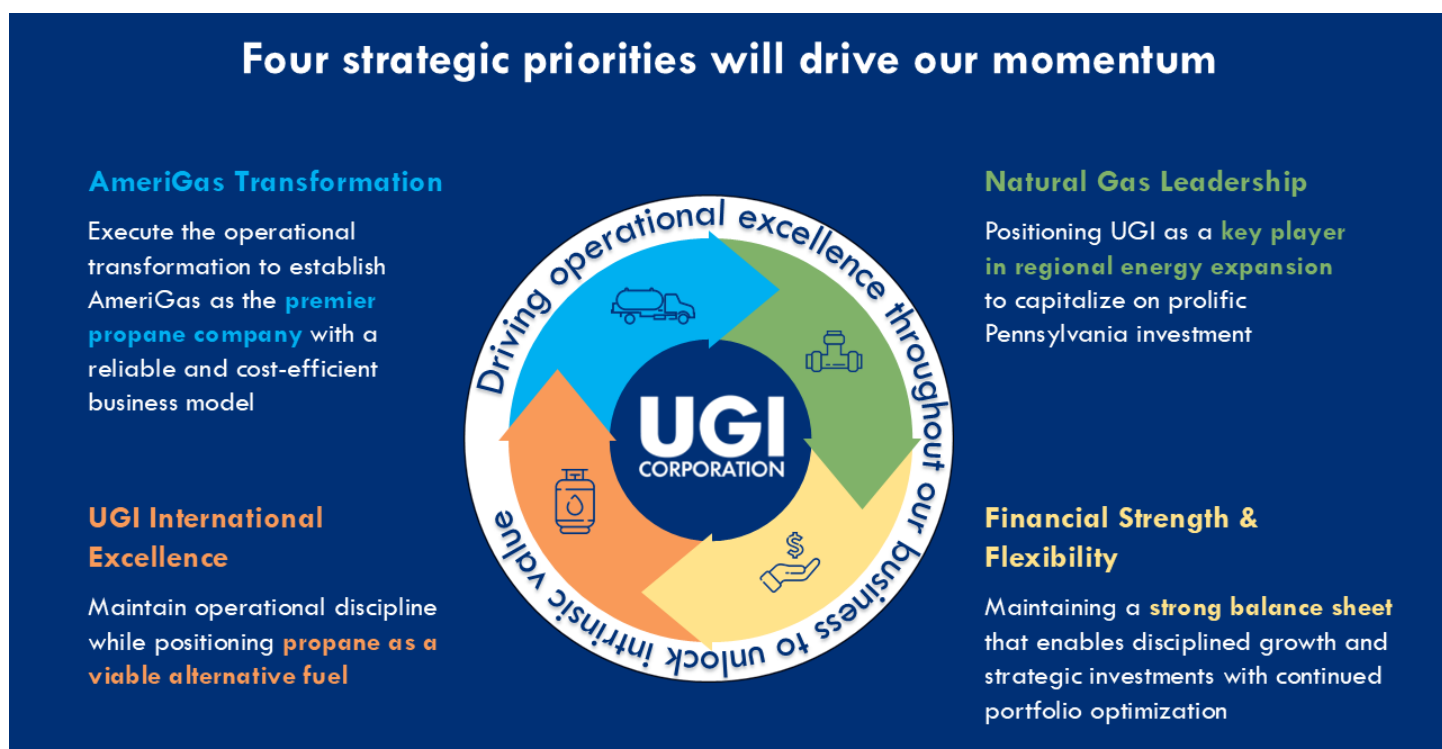 Four strategic priorities will drive our momentum
AmeriGas Transformation
Execute the operational
transformation to establish
AmeriGas as the premier
propane company with a
reliable and cost-efficient
business model
Natural Gas Leadership
Positioning UGI as a key player
in regional energy expansion
to capitalize on prolific
Pennsylvania investment
Driving operational excellence throughout our business to unlock intrinsic value
UGI
CORPORATION
$
UGI International
Excellence
Maintain operational discipline
while positioning propane as a
viable alternative fuel
Financial Strength &
Flexibility
Maintaining a strong balance sheet
that enables disciplined growth and
strategic investments with continued
portfolio optimization